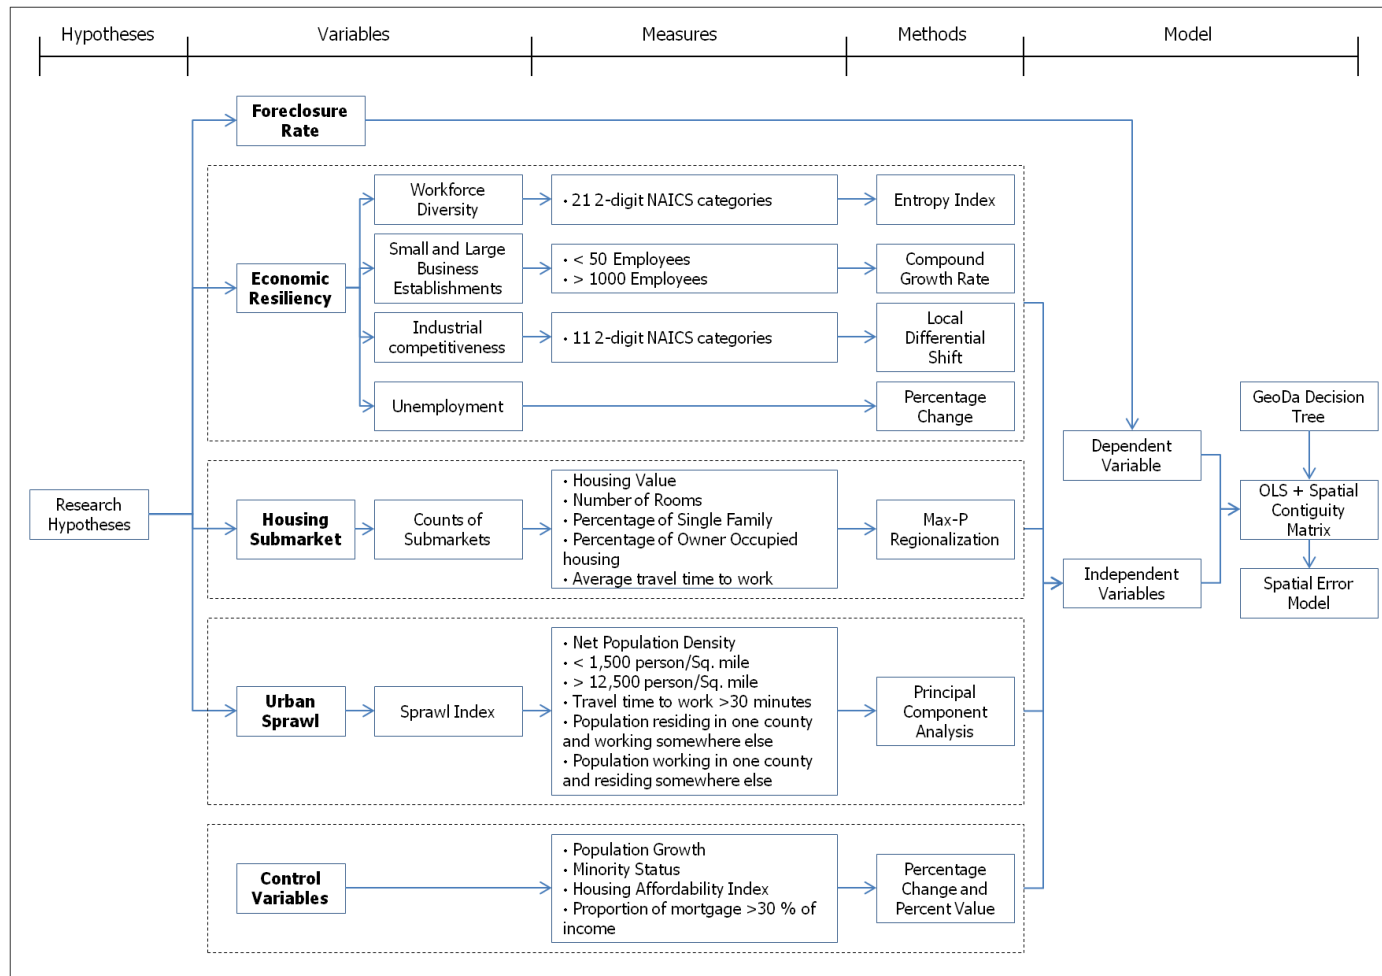 Hypotheses
Variables
Measures
Methods
Model
Foreclosure
Rate
Workforce
Diversity
• 21 2-digit NAICS categories
Entropy Index
Small and Large
Business
Establishments
• < 50 Employees
• > 1000 Employees
Compound
Growth Rate
Economic
Resiliency
Industrial
competitiveness
• 11 2-digit NAICS categories
Local
Differential
Shift
Unemployment
Percentage
Change
GeoDa Decision
Tree
Dependent
Variable
Research
Hypotheses
Housing
Submarket
Counts of
Submarkets
• Housing Value
• Number of Rooms
• Percentage of Single Family
• Percentage of Owner Occupied
housing
• Average travel time to work
Max-P
Regionalization
OLS + Spatial
Contiguity
Matrix
Independent
Variables
Spatial Error
Model
Urban
Sprawl
Sprawl Index
• Net Population Density
• < 1,500 person/Sq. mile
• > 12,500 person/Sq. mile
• Travel time to work >30 minutes
• Population residing in one county
and working somewhere else
• Population working in one county
and residing somewhere else
Principal
Component
Analysis
Control
Variables
• Population Growth
• Minority Status
• Housing Affordability Index
• Proportion of mortgage >30 % of
income
Percentage
Change and
Percent Value